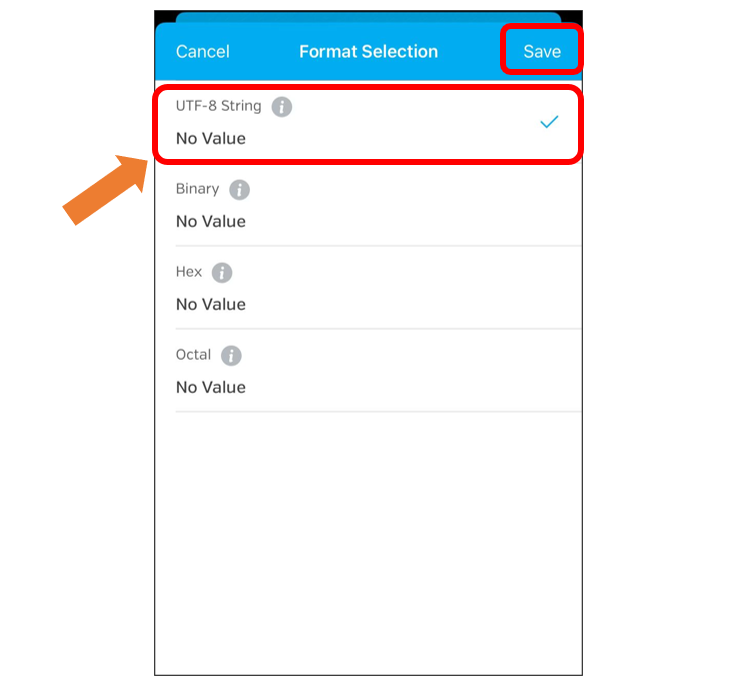 Cancel Format Selection Save
UTF-8 String i
No Value
Binary i
No Value
Hex i
No Value
Octal i
No Value